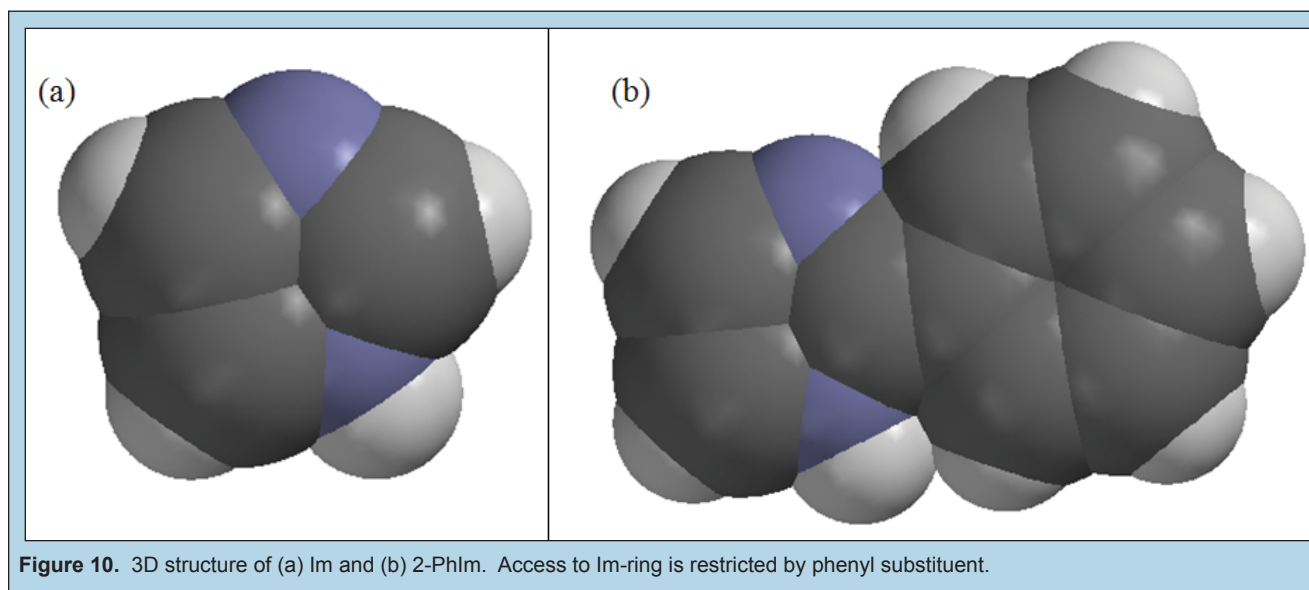 (a)
(b)
Figure 10. 3D structure of (a) Im and (b) 2-PhIm. Access to Im-ring is restricted by phenyl substituent.